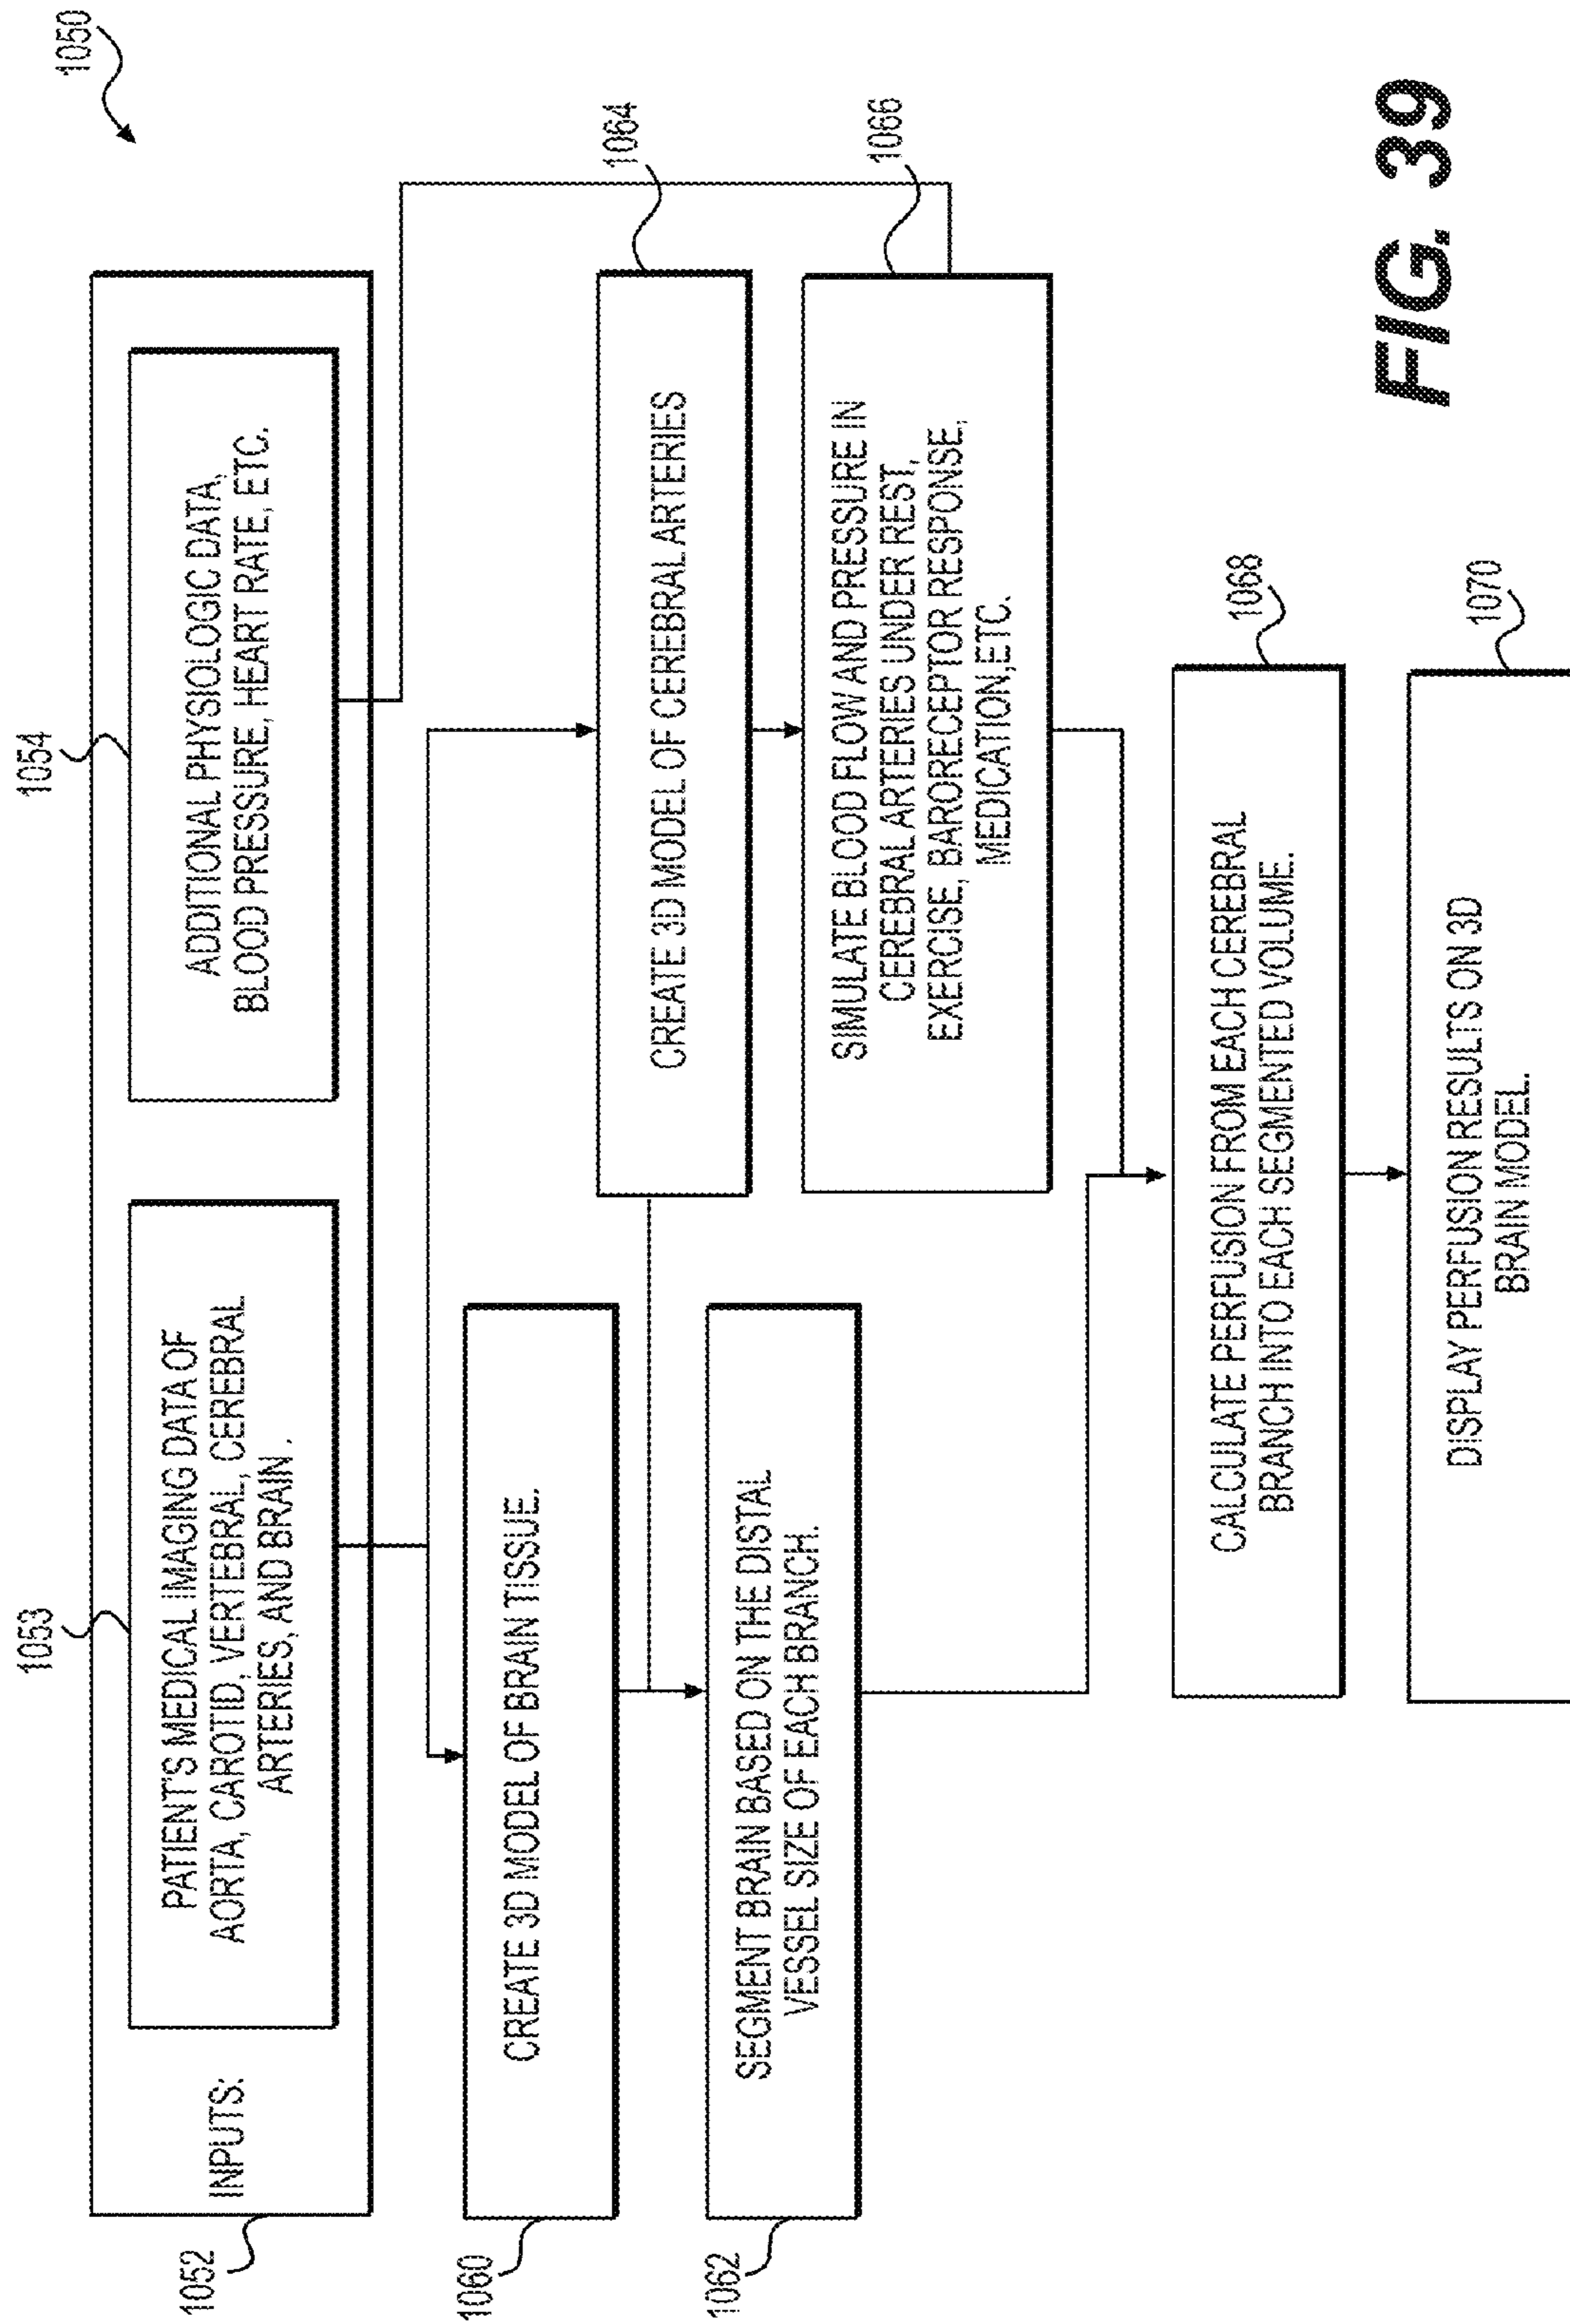 1050
1054
1053
1052
INPUTS:
PATIENT'S MEDICAL IMAGING DATA OF
AORTA, CAROTID, VERTEBRAL, CEREBRAL
ARTERIES, AND BRAIN .
ADDITIONAL PHYSIOLOGIC DATA,
BLOOD PRESSURE, HEART RATE, ETC.
1060
CREATE 3D MODEL OF BRAIN TISSUE.
1064
CREATE 3D MODEL OF CEREBRAL ARTERIES
1062
SEGMENT BRAIN BASED ON THE DISTAL
VESSEL SIZE OF EACH BRANCH.
1066
SIMULATE BLOOD FLOW AND PRESSURE IN
CEREBRAL ARTERIES UNDER REST,
EXERCISE, BARORECEPTOR RESPONSE,
MEDICATION,ETC.
1068
CALCULATE PERFUSION FROM EACH CEREBRAL
BRANCH INTO EACH SEGMENTED VOLUME.
1070
DISPLAY PERFUSION RESULTS ON 3D
BRAIN MODEL.
FIG. 39